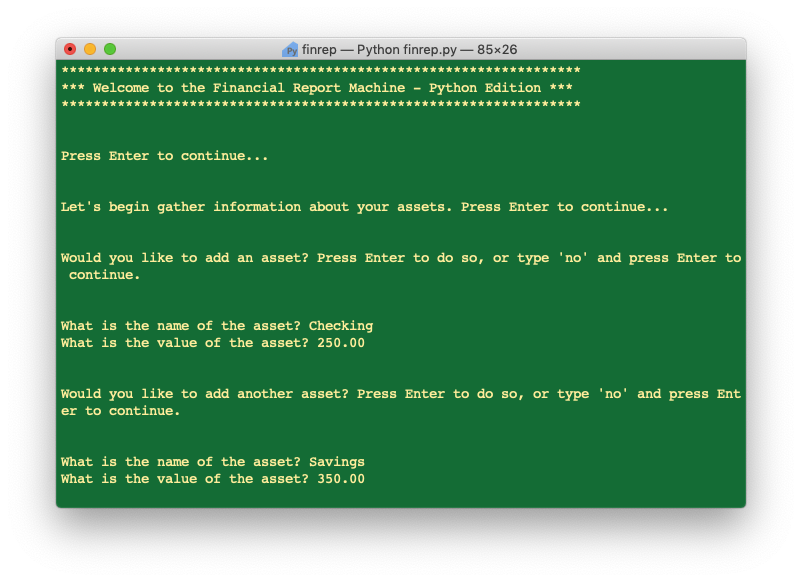 finrep — Python finrep.py — 85×26
*****************************************************************
*** Welcome to the Financial Report Machine - Python Edition ***
*****************************************************************
Press Enter to continue...
Let's begin gather information about your assets. Press Enter to continue...
Would you like to add an asset? Press Enter to do so, or type 'no' and press Enter to
continue.
What is the name of the asset? Checking
What is the value of the asset? 250.00
Would you like to add another asset? Press Enter to do so, or type 'no' and press Ent
er to continue.
What is the name of the asset? Savings
What is the value of the asset? 350.00